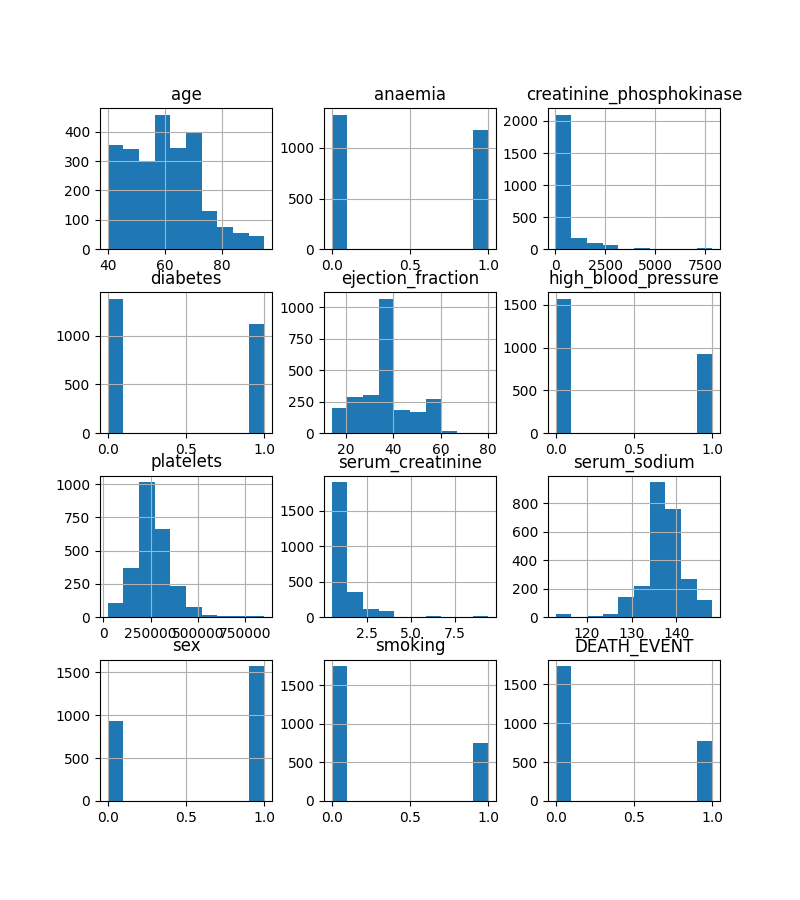 age
400
300
200
100
0
40 60 80
anaemia
1000
500
0
0.0 0.5 1.0
creatinine_phosphokinase
2000
1500
1000
500
0
0 2500 5000 7500
diabetes
1000
500
0
0.0 0.5 1.0
ejection_fraction
1000
750
500
250
0
20 40 60 80
high_blood_pressure
1500
1000
500
0
0.0 0.5 1.0
platelets
1000
750
500
250
0
0 250000 500000 750000
serum_creatinine
1500
1000
500
0
2.5 5.0 7.5
serum_sodium
800
600
400
200
0
120 130 140
sex
1500
1000
500
0
0.0 0.5 1.0
smoking
1500
1000
500
0
0.0 0.5 1.0
DEATH_EVENT
1500
1000
500
0
0.0 0.5 1.0